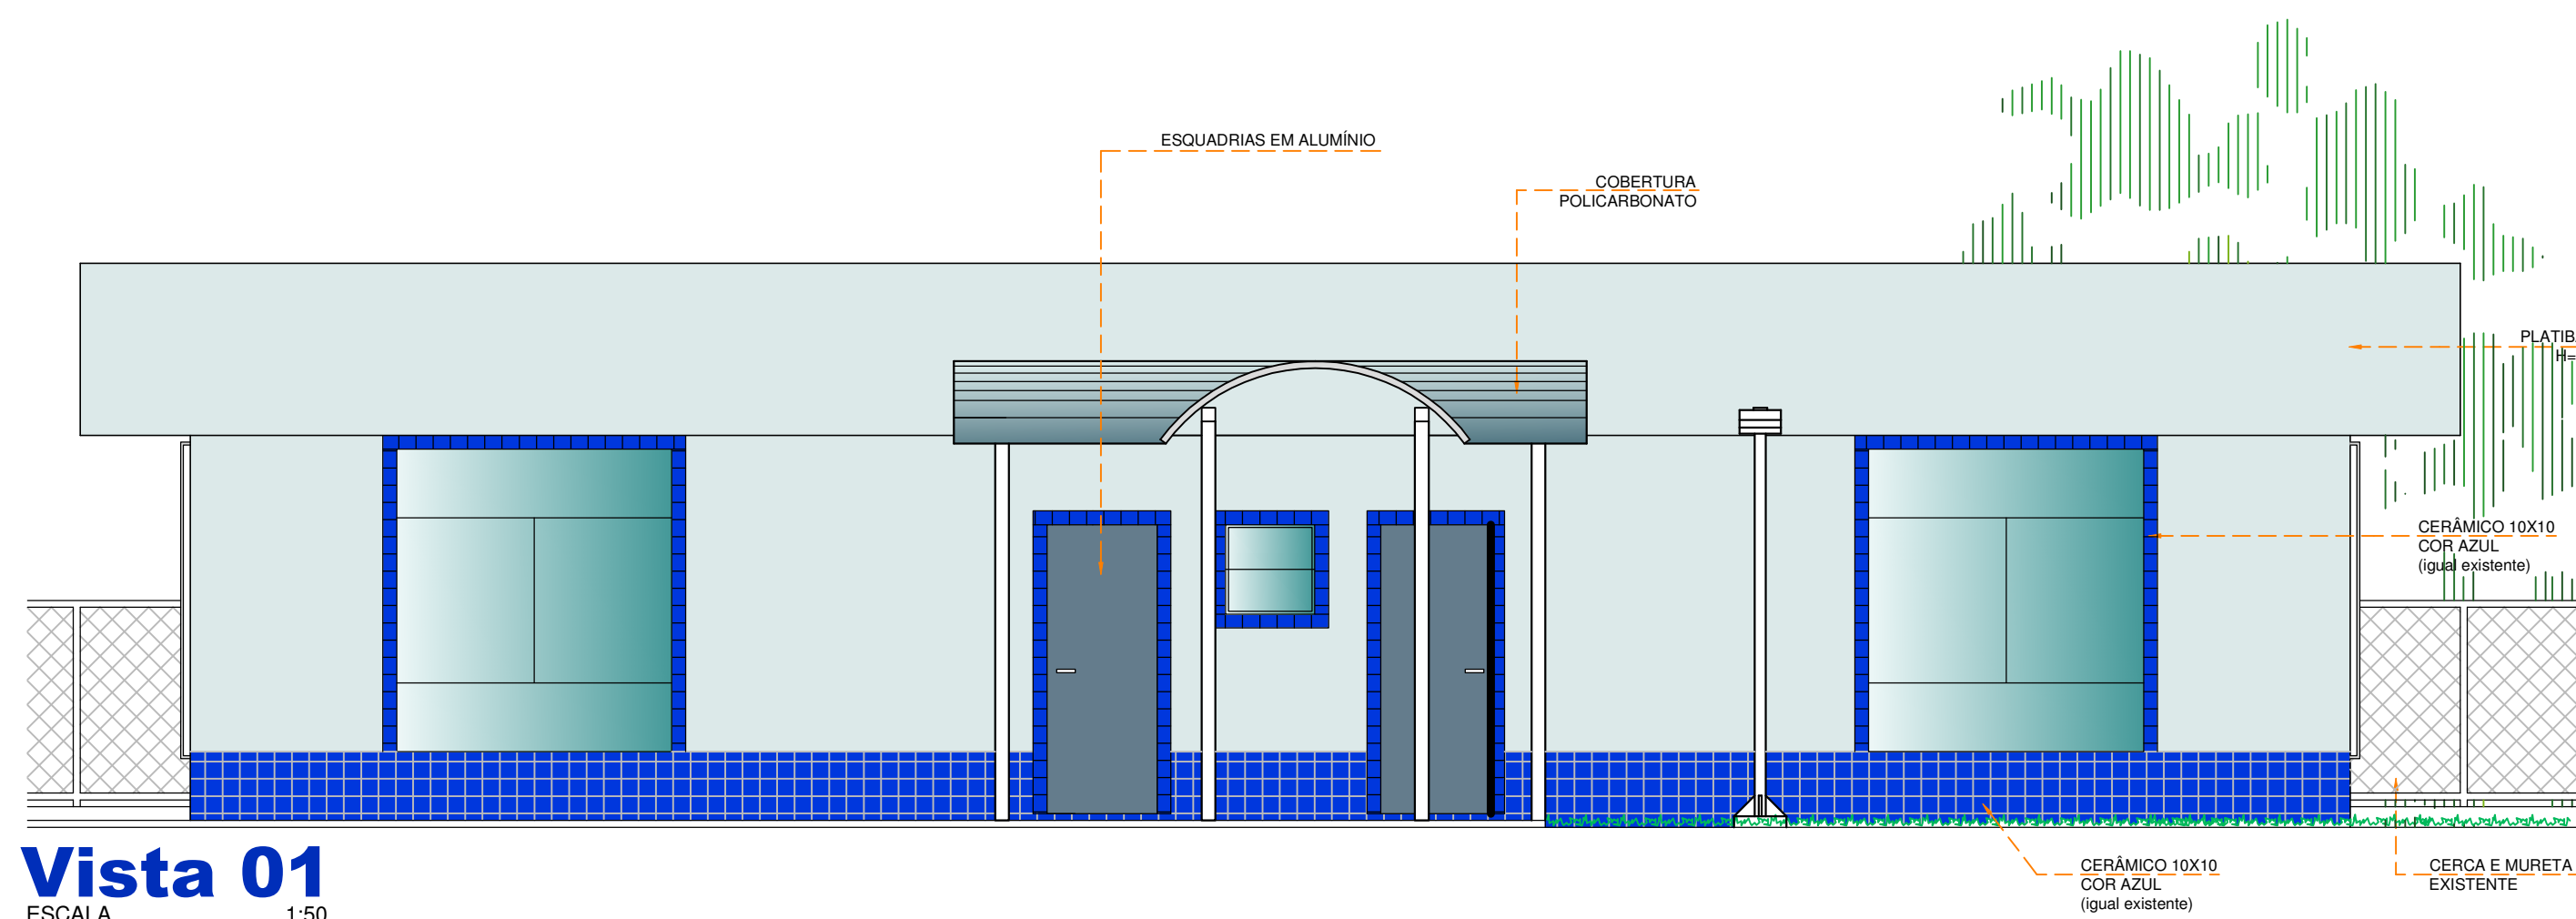 ESQUADRIAS EM ALUMÍNIO
COBERTURA
POLICARBONATO
CERÂMICO 10X10
COR AZUL
(igual existente)
CERÂMICO 10X10
COR AZUL
(igual existente)
CERCA E MURETA
EXISTENTE
Vista 01
ESCALA 1:50